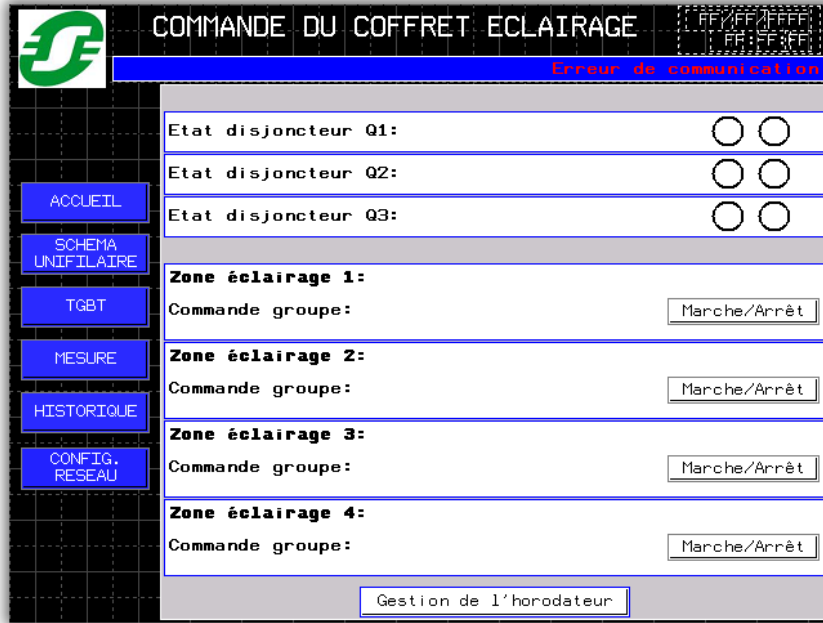 COMMANDE DU COFFRET ECLAIRAGE
FF/FF/FFFF
FF:FF:FF
Erreur de communication
Etat disjoncteur Q1:
Etat disjoncteur Q2:
Etat disjoncteur Q3:
ACCUEIL
SCHEMA
UNIFILAIRE
TGBT
MESURE
HISTORIQUE
CONFIG.
RESEAU
Zone éclairage 1:
Commande groupe:
Marche/Arrêt
Zone éclairage 2:
Commande groupe:
Marche/Arrêt
Zone éclairage 3:
Commande groupe:
Marche/Arrêt
Zone éclairage 4:
Commande groupe:
Marche/Arrêt
Gestion de l'horodateur